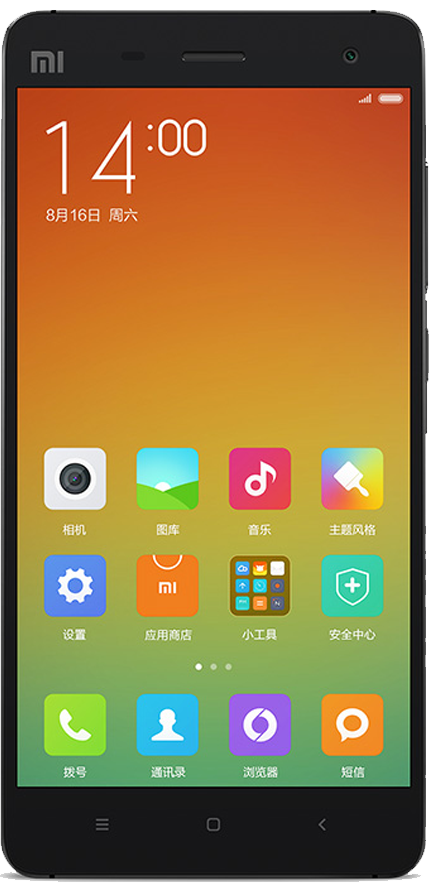 MI
14:00
8月16日 周六
相机 图库 音乐 主题风格
MI
设置 应用商店 小工具 安全中心
拨号 通讯录 浏览器 短信